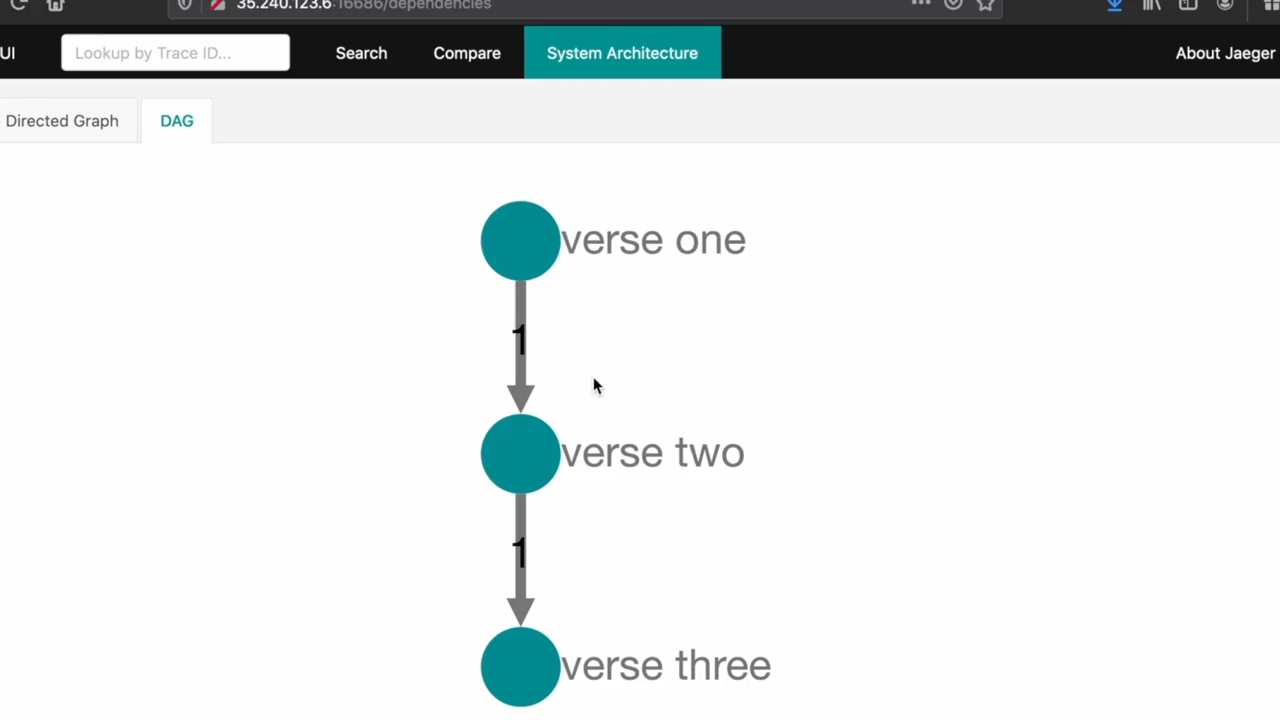 35.240.123.6:16686/dependencies
UI
Lookup by Trace ID...
Search
Compare
System Architecture
About Jaeger
Directed Graph
DAG
verse one
1
verse two
1
verse three